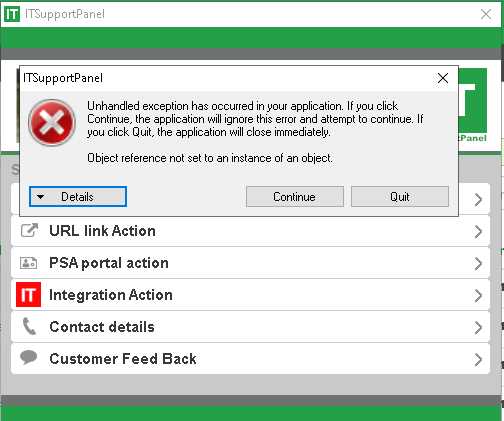 IT ITSupportPanel
ITSupportPanel
Unhandled exception has occurred in your application. If you click
Continue, the application will ignore this error and attempt to continue. If
you click Quit, the application will close immediately.
Object reference not set to an instance of an object.
Details
Continue
Quit
URL link Action
PSA portal action
IT Integration Action
Contact details
Customer Feed Back